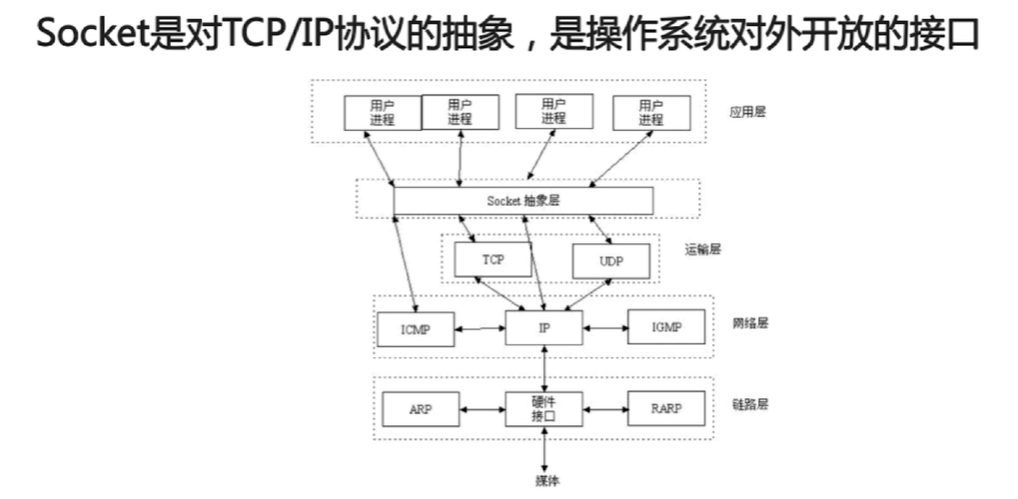 Socket是对TCP/IP协议的抽象，是操作系统对外开放的接口
用户
进程
用户
进程
用户
进程
用户
进程
应用层
Socket 抽象层
TCP
UDP
运输层
ICMP
IP
IGMP
网络层
ARP
硬件
接口
RARP
链路层
媒体